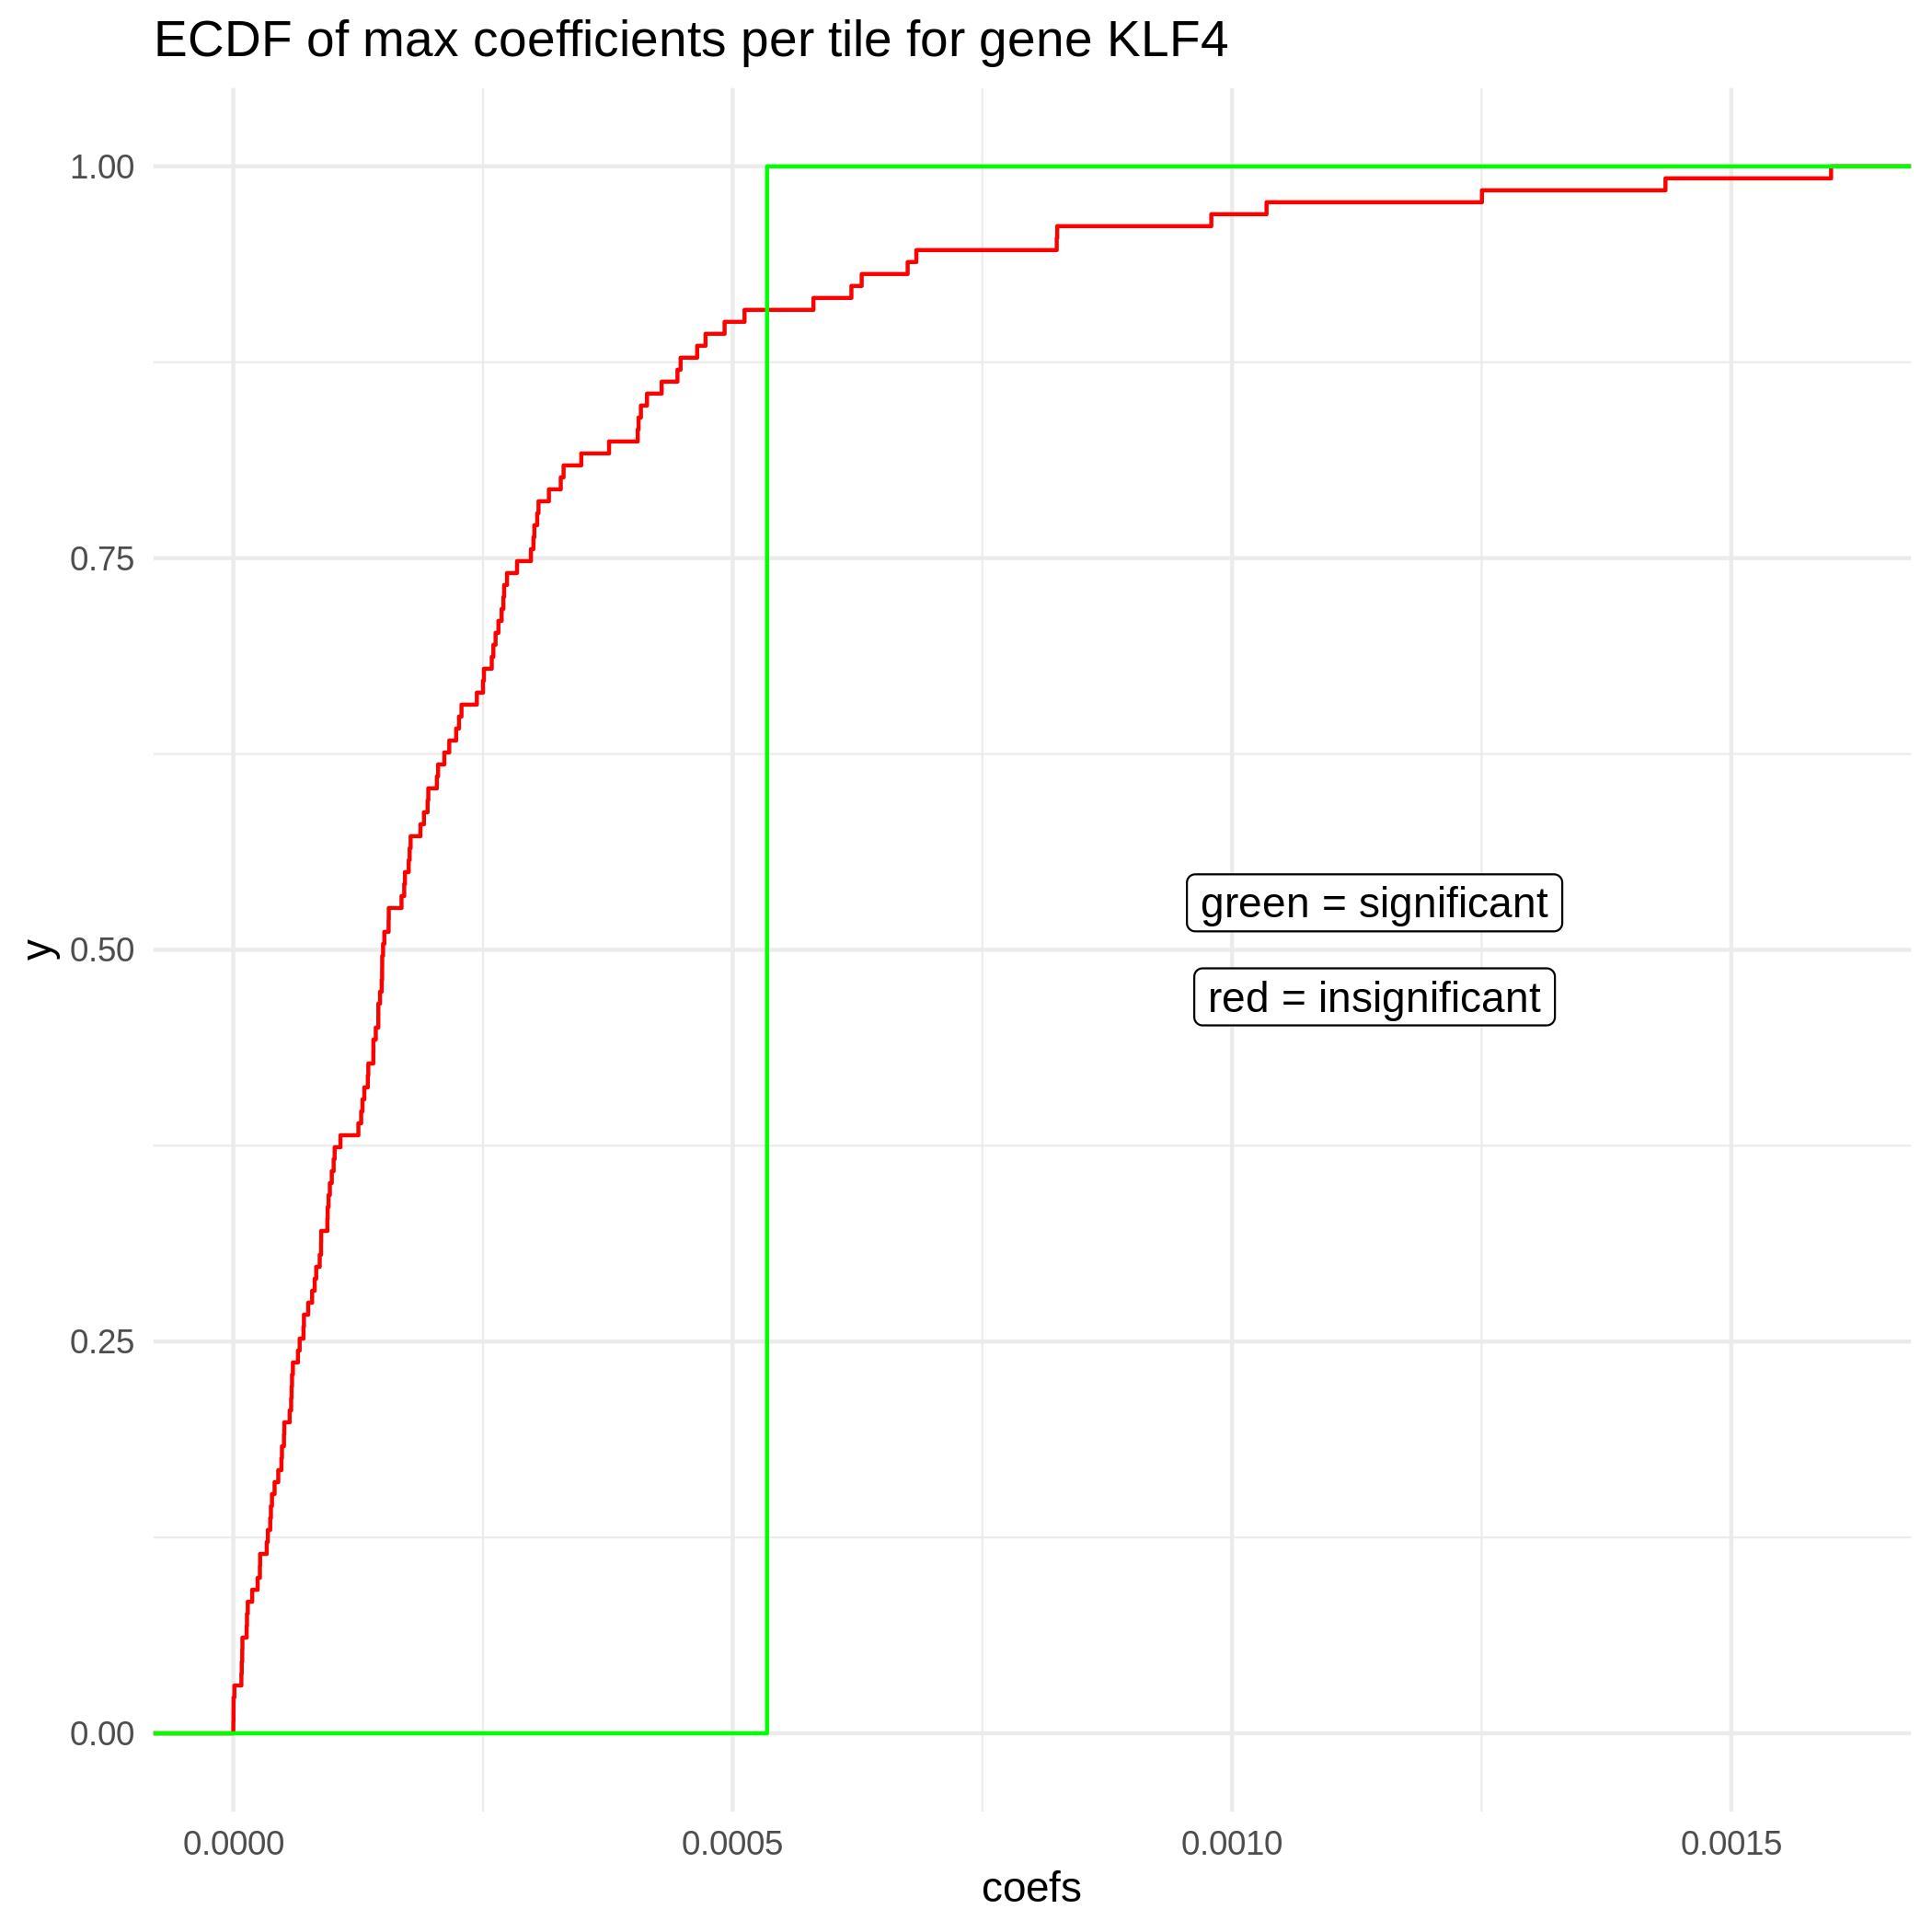 ECDF of max coefficients per tile for gene KLF4
1.00
0.75
0.50
0.25
0.00
y
green = significant
red = insignificant
0.0000
0.0005
0.0010
0.0015
coefs